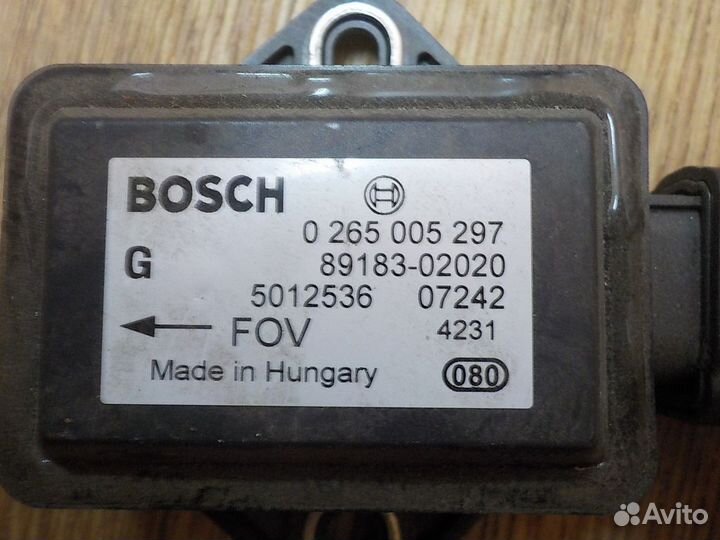 BOSCH
0 265 005 297
G 89183-02020
5012536 07242
FOV 4231
Made in Hungary 080
Avito